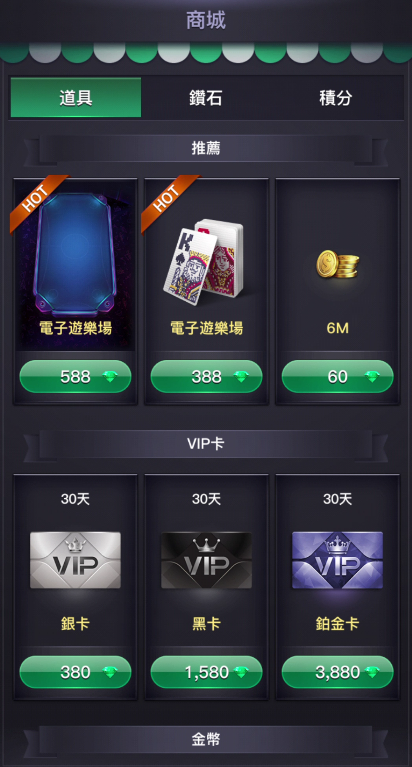 商城
道具
鑽石
積分
推薦
HOT
HOT
K
電子遊樂場
電子遊樂場
6M
588
388
60
VIP卡
30天
30天
30天
VIP
VIP
VIP
銀卡
黑卡
鉑金卡
380
1,580
3,880
金幣